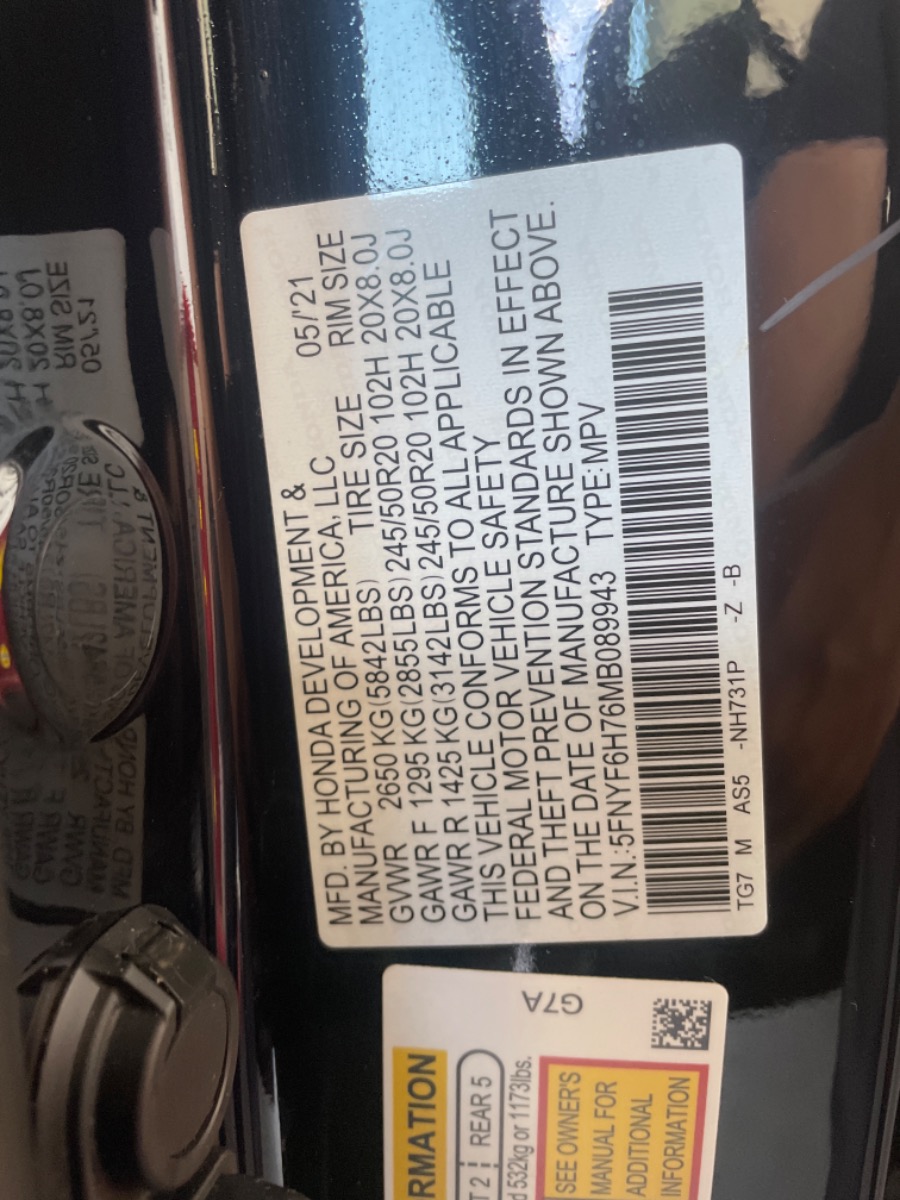 MFD. BY HONDA DEVELOPMENT &
MANUFACTURING OF AMERICA, LLC 05/'21
TIRE SIZE RIM SIZE
GVWR 2650 KG(5842LBS)
GAWR F 1295 KG(2855LBS) 245/50R20 102H 20X8.0J
GAWR R 1425 KG(3142LBS) 245/50R20 102H 20X8.0J
THIS VEHICLE CONFORMS TO ALL APPLICABLE
FEDERAL MOTOR VEHICLE SAFETY
AND THEFT PREVENTION STANDARDS IN EFFECT
ON THE DATE OF MANUFACTURE SHOWN ABOVE.
V.I.N.:5FNYF6H76MB089943 TYPE:MPV
TG7 M AS5 -NH731P -Z -B
G7A
RMATION
T 2 REAR 5
d 532kg or 1173lbs.
SEE OWNER'S
MANUAL FOR
ADDITIONAL
INFORMATION